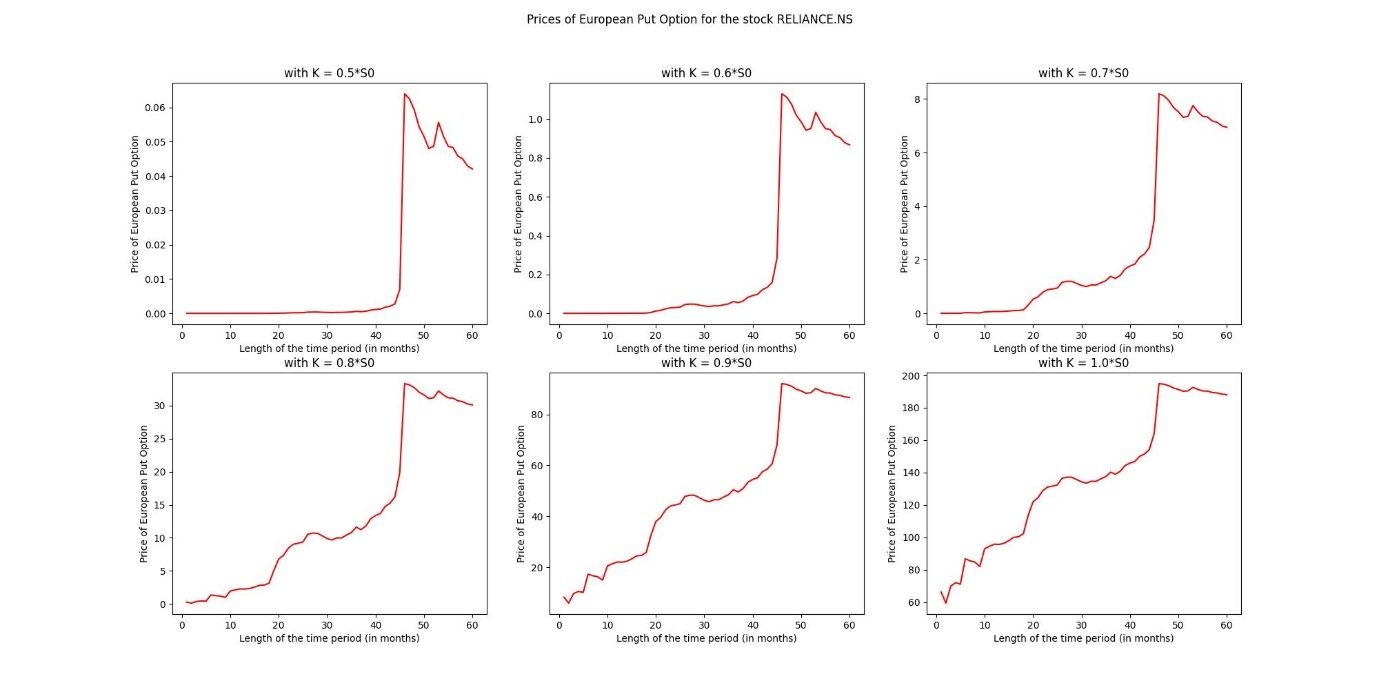 Prices of European Put Option for the stock RELIANCE.NS
with K = 0.5*S0
Price of European Put Option
0.06
0.05
0.04
0.03
0.02
0.01
0.00
0 10 20 30 40 50 60
Length of the time period (in months)
with K = 0.6*S0
Price of European Put Option
1.0
0.8
0.6
0.4
0.2
0.0
0 10 20 30 40 50 60
Length of the time period (in months)
with K = 0.7*S0
Price of European Put Option
8
6
4
2
0
0 10 20 30 40 50 60
Length of the time period (in months)
with K = 0.8*S0
Price of European Put Option
30
25
20
15
10
5
0
0 10 20 30 40 50 60
Length of the time period (in months)
with K = 0.9*S0
Price of European Put Option
80
60
40
20
0 10 20 30 40 50 60
Length of the time period (in months)
with K = 1.0*S0
Price of European Put Option
200
180
160
140
120
100
80
60
0 10 20 30 40 50 60
Length of the time period (in months)